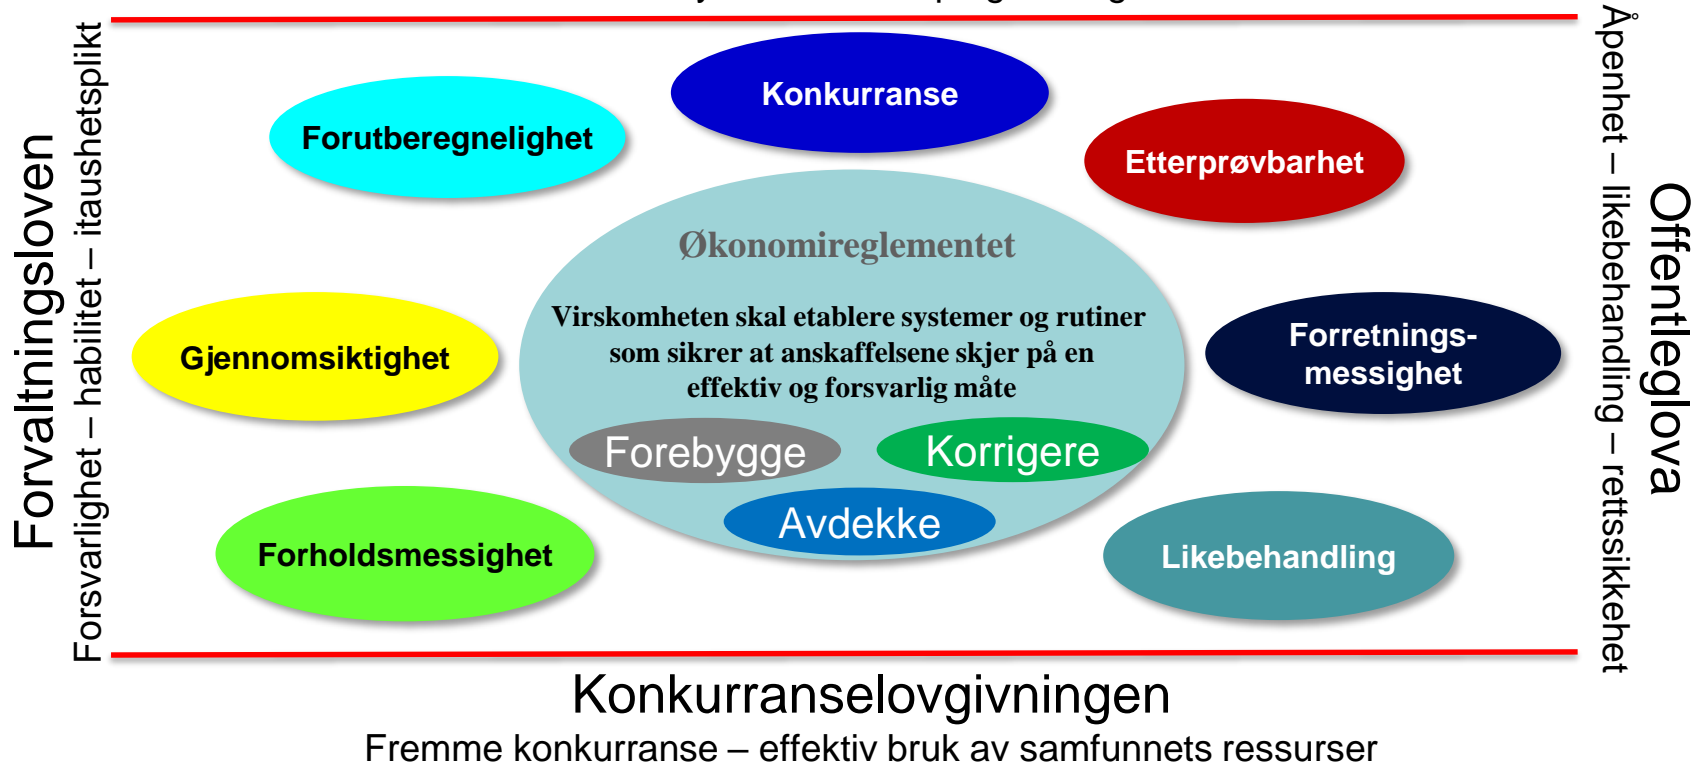 Forvaltningsloven
Forsvarlighet – habilitet – itaushetsplikt
Konkurranse
Forutberegnelighet
Etterprøvbarhet
Økonomireglementet
Virskomheten skal etablere systemer og rutiner
som sikrer at anskaffelsene skjer på en
effektiv og forsvarlig måte
Gjennomsiktighet
Forretnings-
messighet
Forebygge
Korrigere
Avdekke
Forholdsmessighet
Likebehandling
Åpenhet – likebehandling – rettssikkehet
Offentleglova
Konkurranselovgivningen
Fremme konkurranse – effektiv bruk av samfunnets ressurser